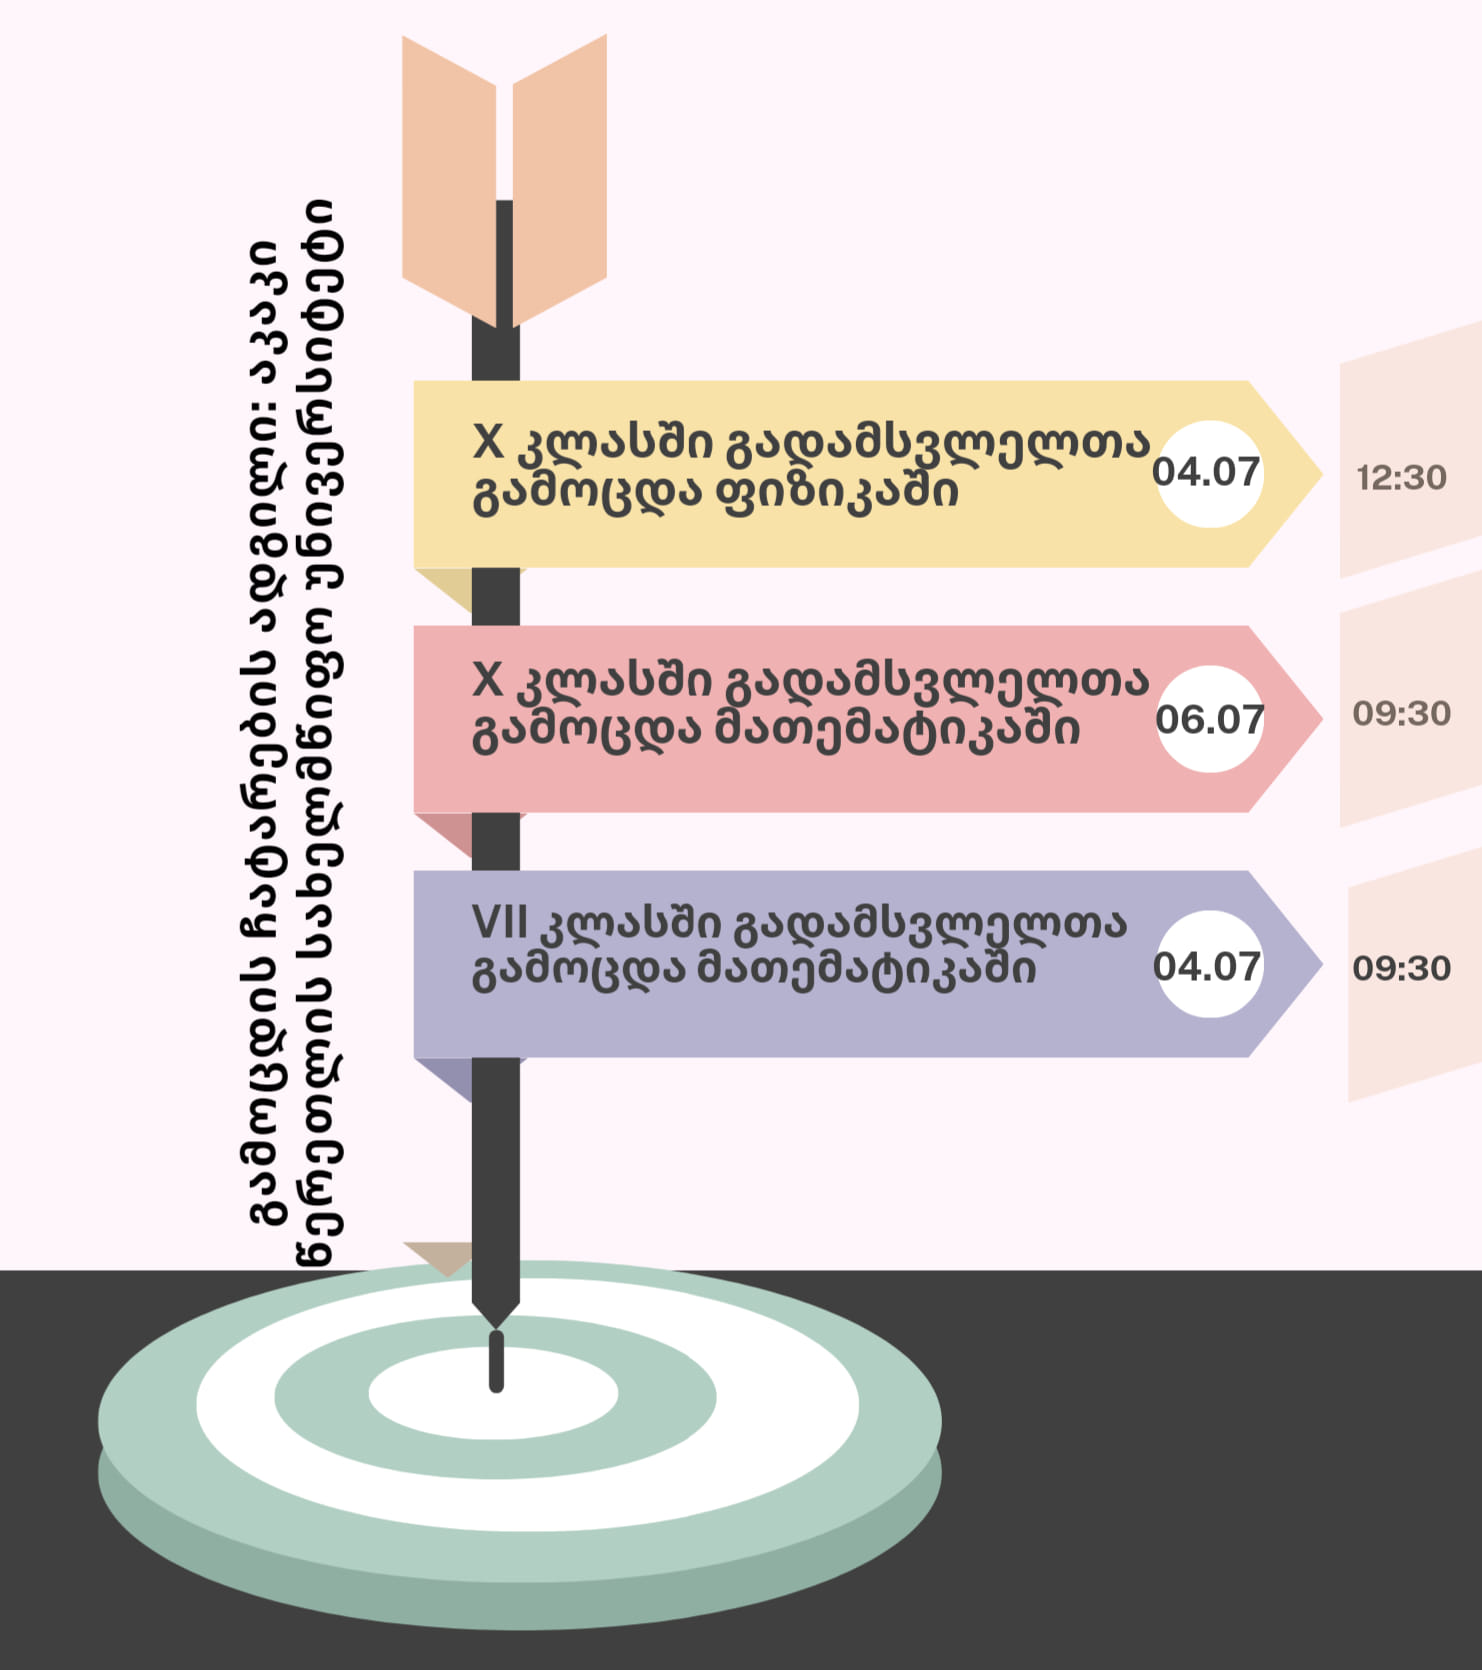 გამოცდის ჩატარების ადგილი: აკაკი
წერეთლის სახელმწიფო უნივერსიტეტი
X კლასში გადამსვლელთა
გამოცდა ფიზიკაში
04.07
12:30
X კლასში გადამსვლელთა
გამოცდა მათემატიკაში
06.07
09:30
VII კლასში გადამსვლელთა
გამოცდა მათემატიკაში
04.07
09:30